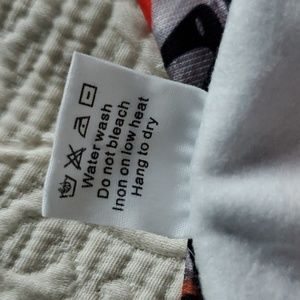 Water wash
Do not bleach
Inon on low heat
Hang to dry